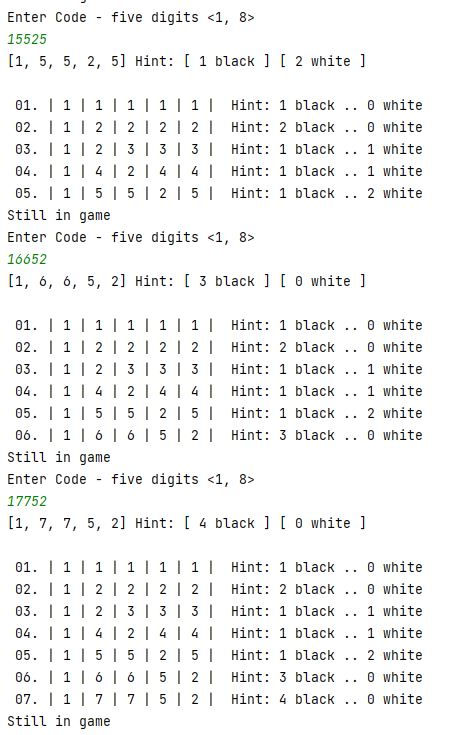 Enter Code - five digits <1, 8>
15525
[1, 5, 5, 2, 5] Hint: [ 1 black ] [ 2 white ]
01. | 1 | 1 | 1 | 1 | 1 |  Hint: 1 black .. 0 white
02. | 1 | 2 | 2 | 2 | 2 |  Hint: 2 black .. 0 white
03. | 1 | 2 | 3 | 3 | 3 |  Hint: 1 black .. 1 white
04. | 1 | 4 | 2 | 4 | 4 |  Hint: 1 black .. 1 white
05. | 1 | 5 | 5 | 2 | 5 |  Hint: 1 black .. 2 white
Still in game
Enter Code - five digits <1, 8>
16652
[1, 6, 6, 5, 2] Hint: [ 3 black ] [ 0 white ]
01. | 1 | 1 | 1 | 1 | 1 |  Hint: 1 black .. 0 white
02. | 1 | 2 | 2 | 2 | 2 |  Hint: 2 black .. 0 white
03. | 1 | 2 | 3 | 3 | 3 |  Hint: 1 black .. 1 white
04. | 1 | 4 | 2 | 4 | 4 |  Hint: 1 black .. 1 white
05. | 1 | 5 | 5 | 2 | 5 |  Hint: 1 black .. 2 white
06. | 1 | 6 | 6 | 5 | 2 |  Hint: 3 black .. 0 white
Still in game
Enter Code - five digits <1, 8>
17752
[1, 7, 7, 5, 2] Hint: [ 4 black ] [ 0 white ]
01. | 1 | 1 | 1 | 1 | 1 |  Hint: 1 black .. 0 white
02. | 1 | 2 | 2 | 2 | 2 |  Hint: 2 black .. 0 white
03. | 1 | 2 | 3 | 3 | 3 |  Hint: 1 black .. 1 white
04. | 1 | 4 | 2 | 4 | 4 |  Hint: 1 black .. 1 white
05. | 1 | 5 | 5 | 2 | 5 |  Hint: 1 black .. 2 white
06. | 1 | 6 | 6 | 5 | 2 |  Hint: 3 black .. 0 white
07. | 1 | 7 | 7 | 5 | 2 |  Hint: 4 black .. 0 white
Still in game